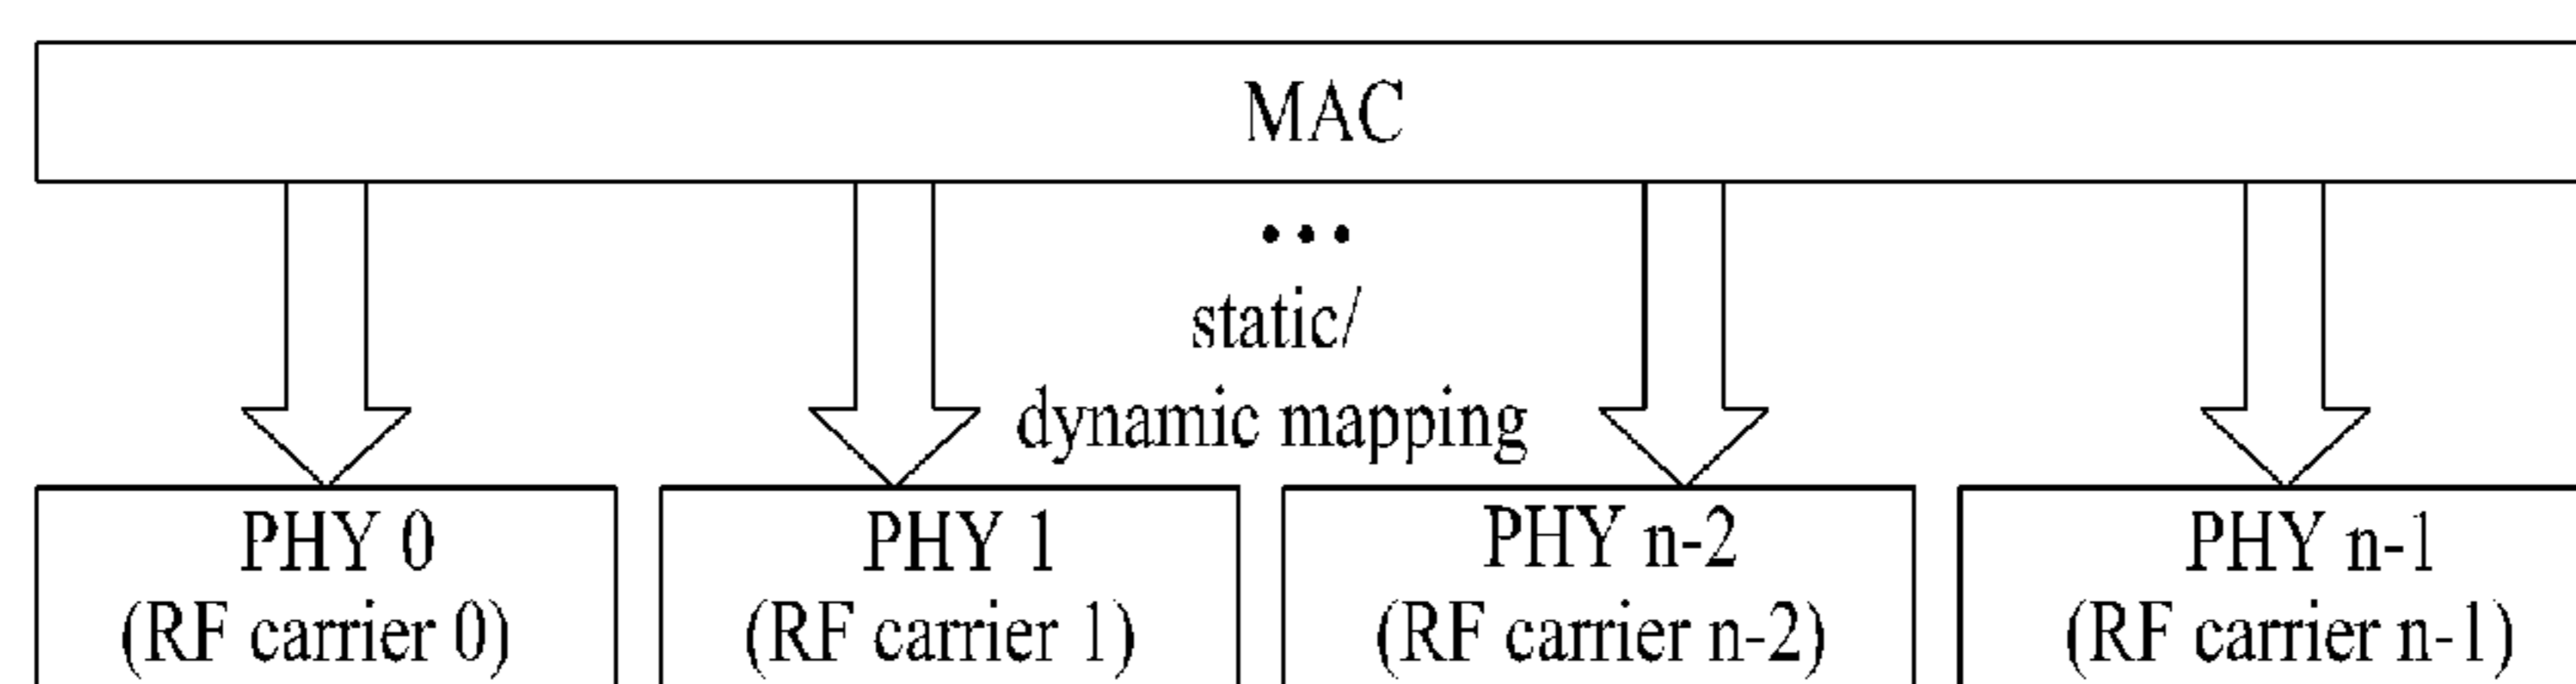 MAC
•••
static/
dynamic mapping
PHY 0
(RF carrier 0)
PHY 1
(RF carrier 1)
PHY n-2
(RF carrier n-2)
PHY n-1
(RF carrier n-1)